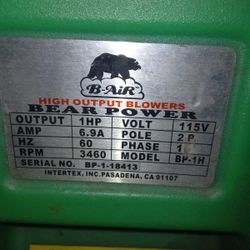 B-AiR
HIGH OUTPUT BLOWERS
BEAR POWER
OUTPUT 1HP VOLT 115V
AMP 6.9A POLE 2P
HZ 60 PHASE 1
RPM 3460 MODEL BP-1H
SERIAL NO. BP-1-18413
INTERTEX, INC. PASADENA, CA 91107